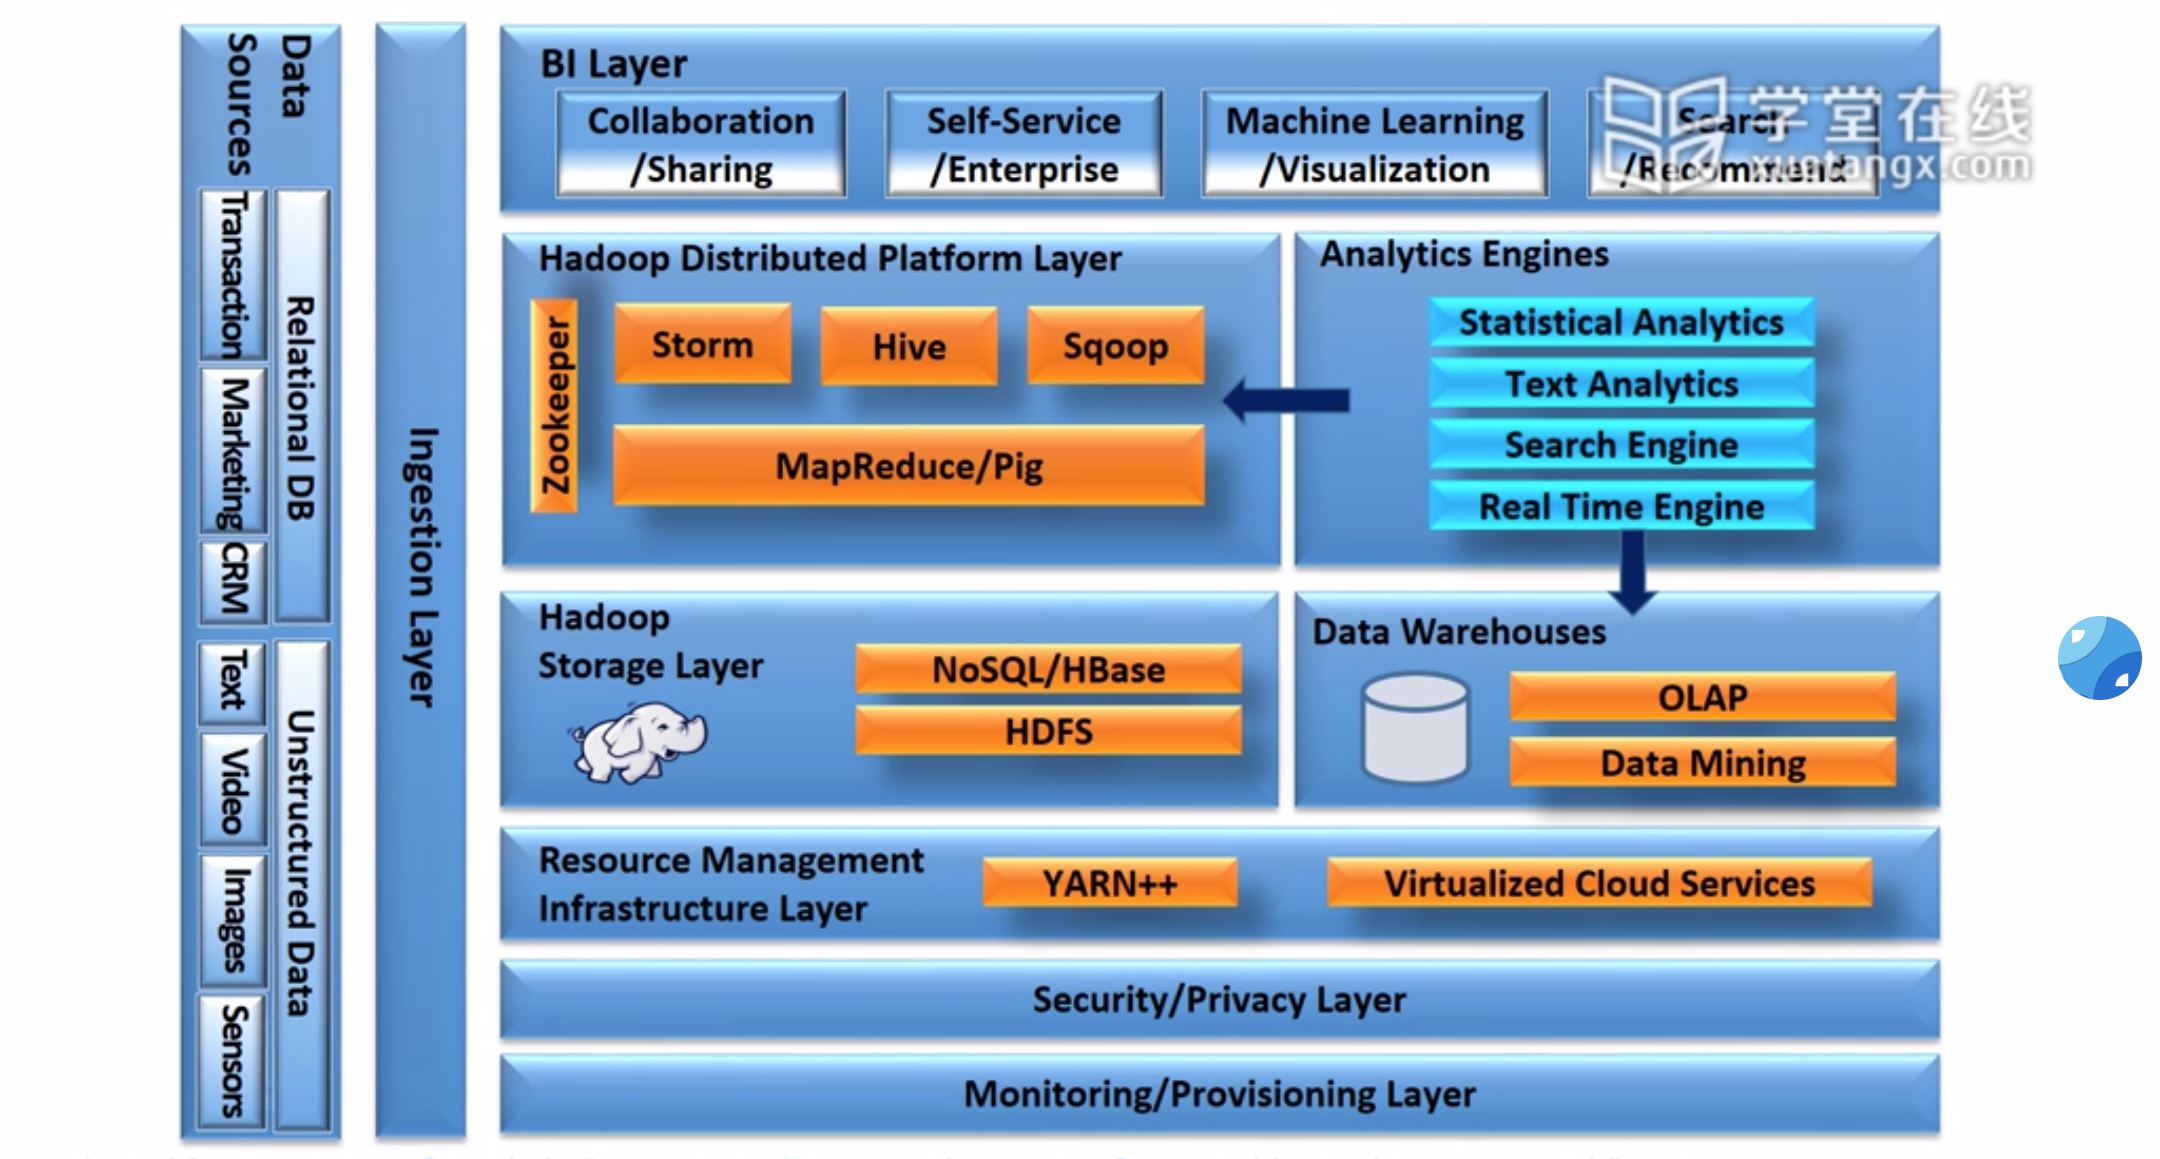 Data
Sources
Transaction
Marketing
CRM
Relational DB
Text
Video
Images
Sensors
Unstructured Data
Ingestion Layer
BI Layer
Collaboration
/Sharing
Self-Service
/Enterprise
Machine Learning
/Visualization
Search
/Recommend
学堂在线
xuetangx.com
Hadoop Distributed Platform Layer
Zookeeper
Storm
Hive
Sqoop
MapReduce/Pig
Analytics Engines
Statistical Analytics
Text Analytics
Search Engine
Real Time Engine
Hadoop
Storage Layer
NoSQL/HBase
HDFS
Data Warehouses
OLAP
Data Mining
Resource Management
Infrastructure Layer
YARN++
Virtualized Cloud Services
Security/Privacy Layer
Monitoring/Provisioning Layer